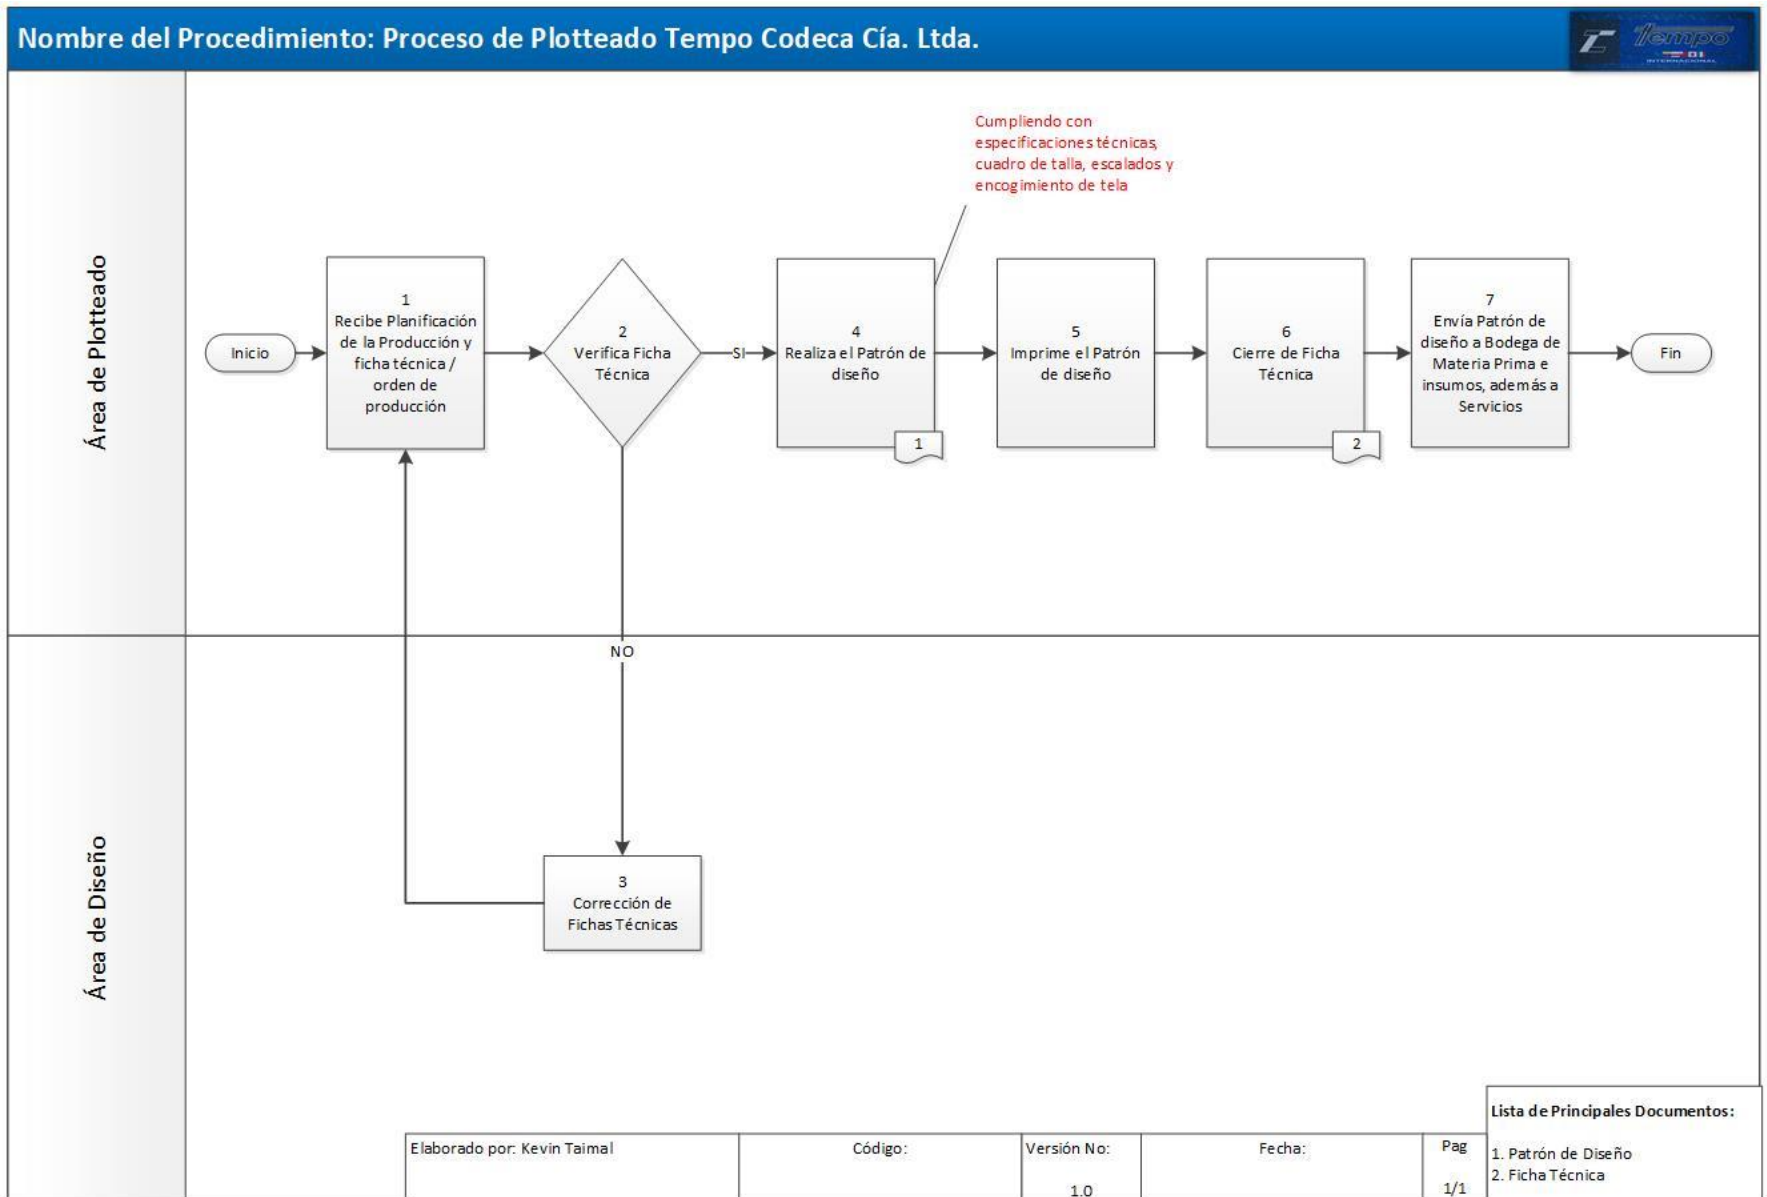 Nombre del Procedimiento: Proceso de Plotteado Tempo Codeca Cía. Ltda.
Tempo
INTERNACIONAL
Área de Plotteado
Cumpliendo con
especificaciones técnicas,
cuadro de talla, escalados y
encogimiento de tela
Inicio
1
Recibe Planificación
de la Producción y
ficha técnica /
orden de
producción
2
Verifica Ficha
Técnica
SI
4
Realiza el Patrón de
diseño
1
5
Imprime el Patrón
de diseño
6
Cierre de Ficha
Técnica
2
7
Envía Patrón de
diseño a Bodega de
Materia Prima e
insumos, además a
Servicios
Fin
NO
Área de Diseño
3
Corrección de
Fichas Técnicas
Elaborado por: Kevin Taimal
Código:
Versión No:
1.0
Fecha:
Pag
1/1
Lista de Principales Documentos:
1. Patrón de Diseño
2. Ficha Técnica